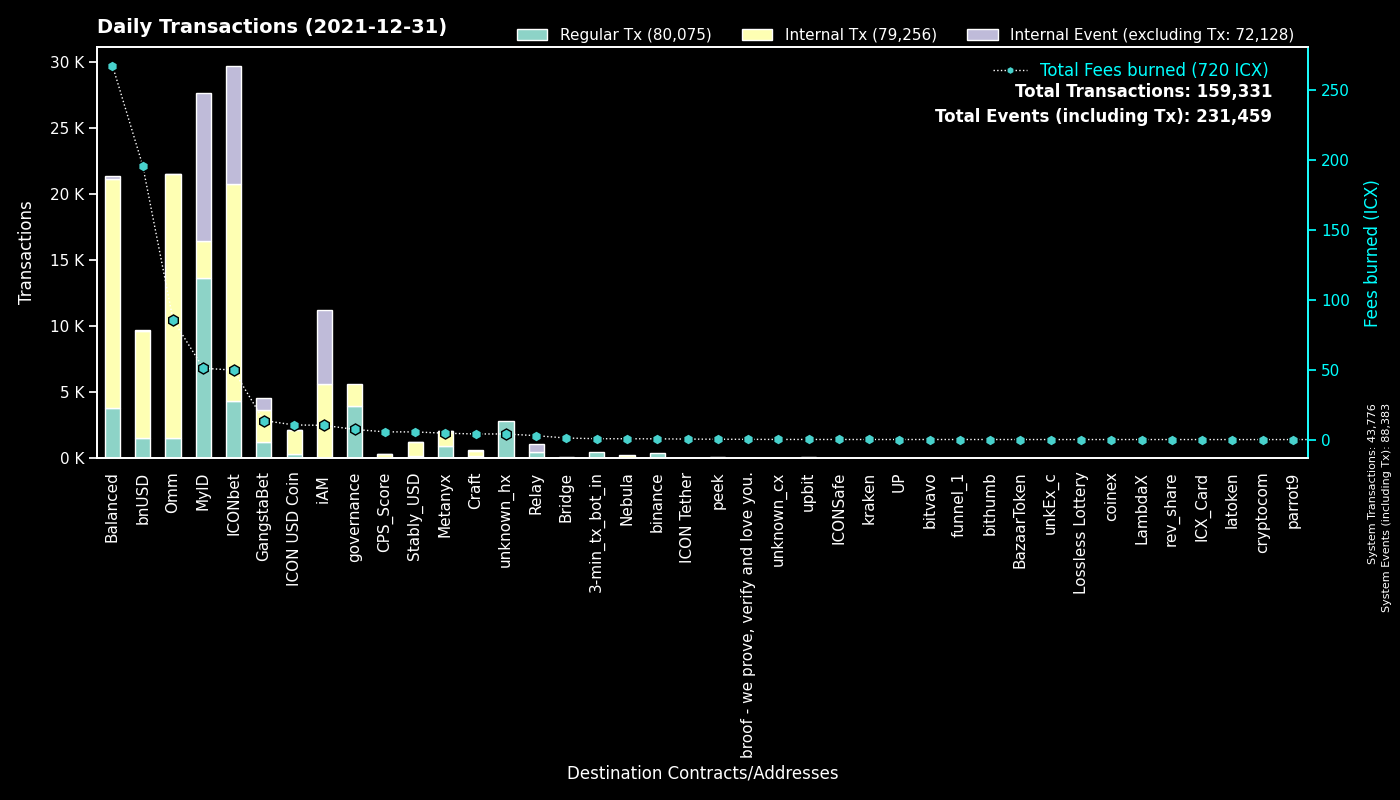 Daily Transactions (2021-12-31)
Regular Tx (80,075)
Internal Tx (79,256)
Internal Event (excluding Tx: 72,128)
Total Fees burned (720 ICX)
Total Transactions: 159,331
Total Events (including Tx): 231,459
Transactions
30 K
25 K
20 K
15 K
10 K
5 K
0 K
250
200
150
100
50
0
Fees burned (ICX)
System Transactions: 43,776
System Events (including Tx): 88,383
Balanced
bnUSD
Omm
MyID
ICONbet
GangstaBet
ICON USD Coin
iAM
governance
CPS_Score
Stably_USD
Metanyx
Craft
unknown_hx
Relay
Bridge
3-min_tx_bot_in
Nebula
binance
ICON Tether
peek
broof - we prove, verify and love you.
unknown_cx
upbit
ICONSafe
kraken
UP
bitvavo
funnel_1
bithumb
BazaarToken
unkEx_c
Lossless Lottery
coinex
LambdaX
rev_share
ICX_Card
latoken
cryptocom
parrot9
Destination Contracts/Addresses